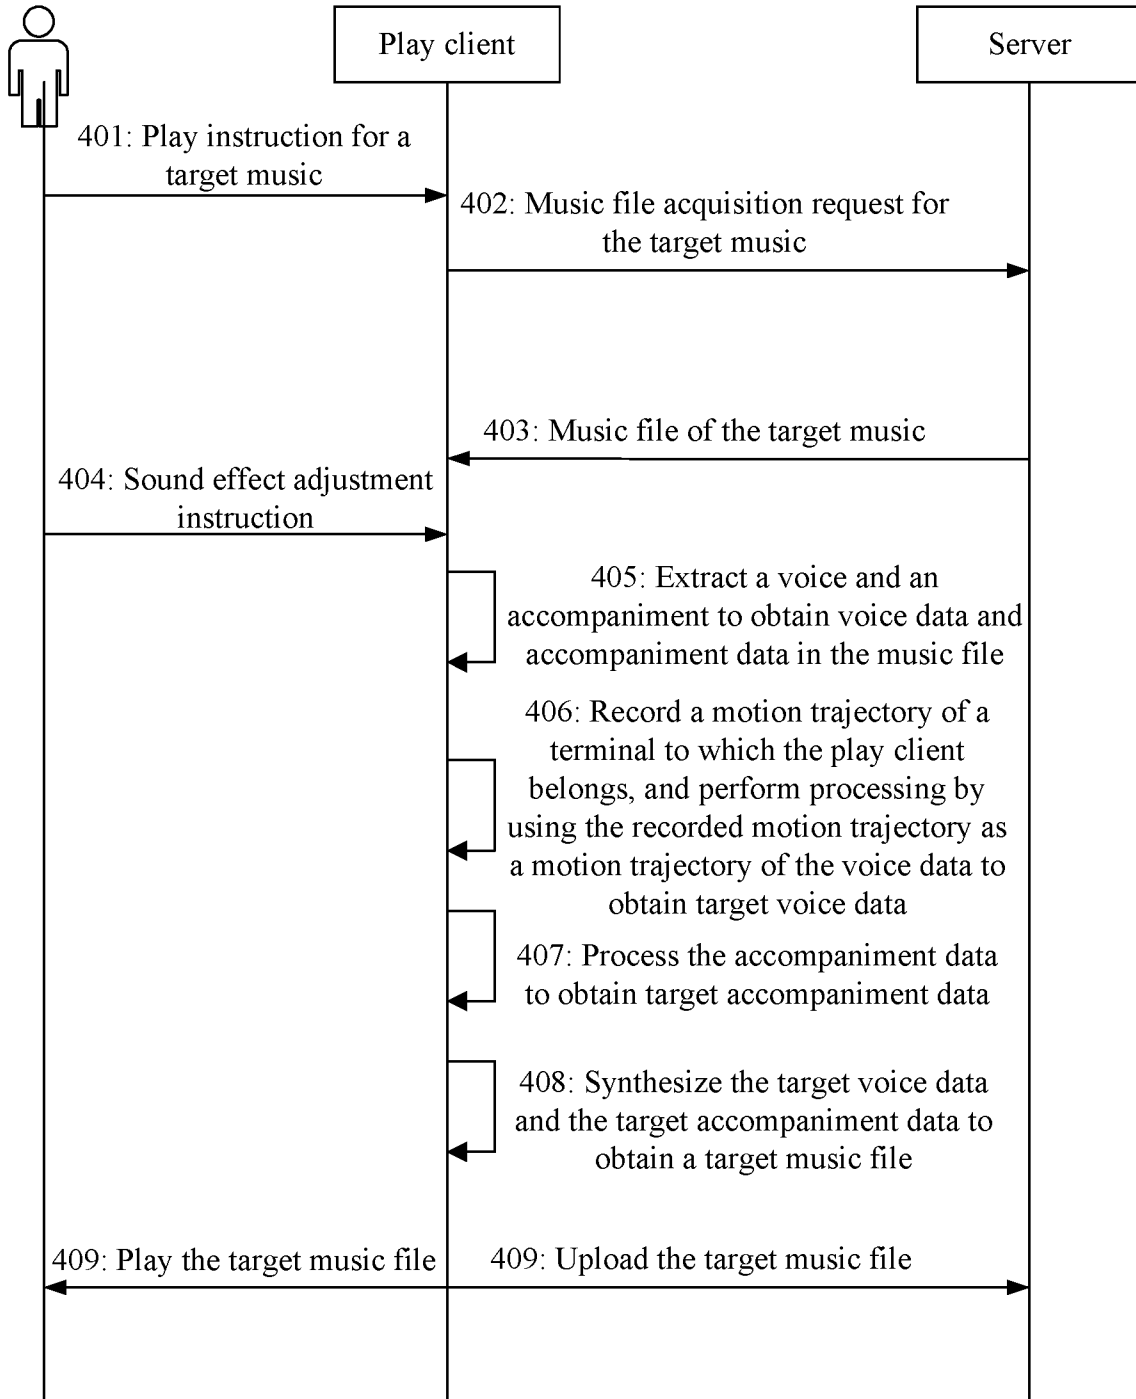 Play client
Server
401: Play instruction for a
target music
402: Music file acquisition request for
the target music
403: Music file of the target music
404: Sound effect adjustment
instruction
405: Extract a voice and an
accompaniment to obtain voice data and
accompaniment data in the music file
406: Record a motion trajectory of a
terminal to which the play client
belongs, and perform processing by
using the recorded motion trajectory as
a motion trajectory of the voice data to
obtain target voice data
407: Process the accompaniment data
to obtain target accompaniment data
408: Synthesize the target voice data
and the target accompaniment data to
obtain a target music file
409: Play the target music file
409: Upload the target music file